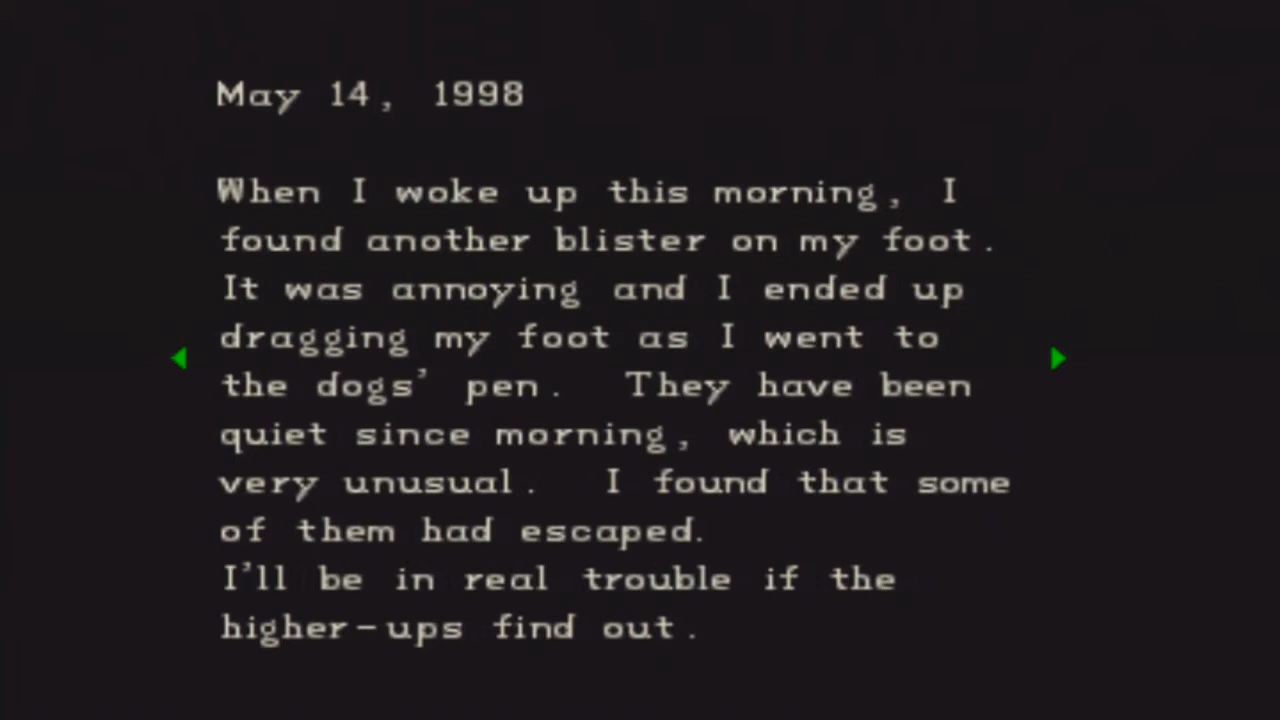 May 14, 1998
When I woke up this morning, I
found another blister on my foot.
It was annoying and I ended up
dragging my foot as I went to
the dogs' pen. They have been
quiet since morning, which is
very unusual. I found that some
of them had escaped.
I'll be in real trouble if the
higher-ups find out.